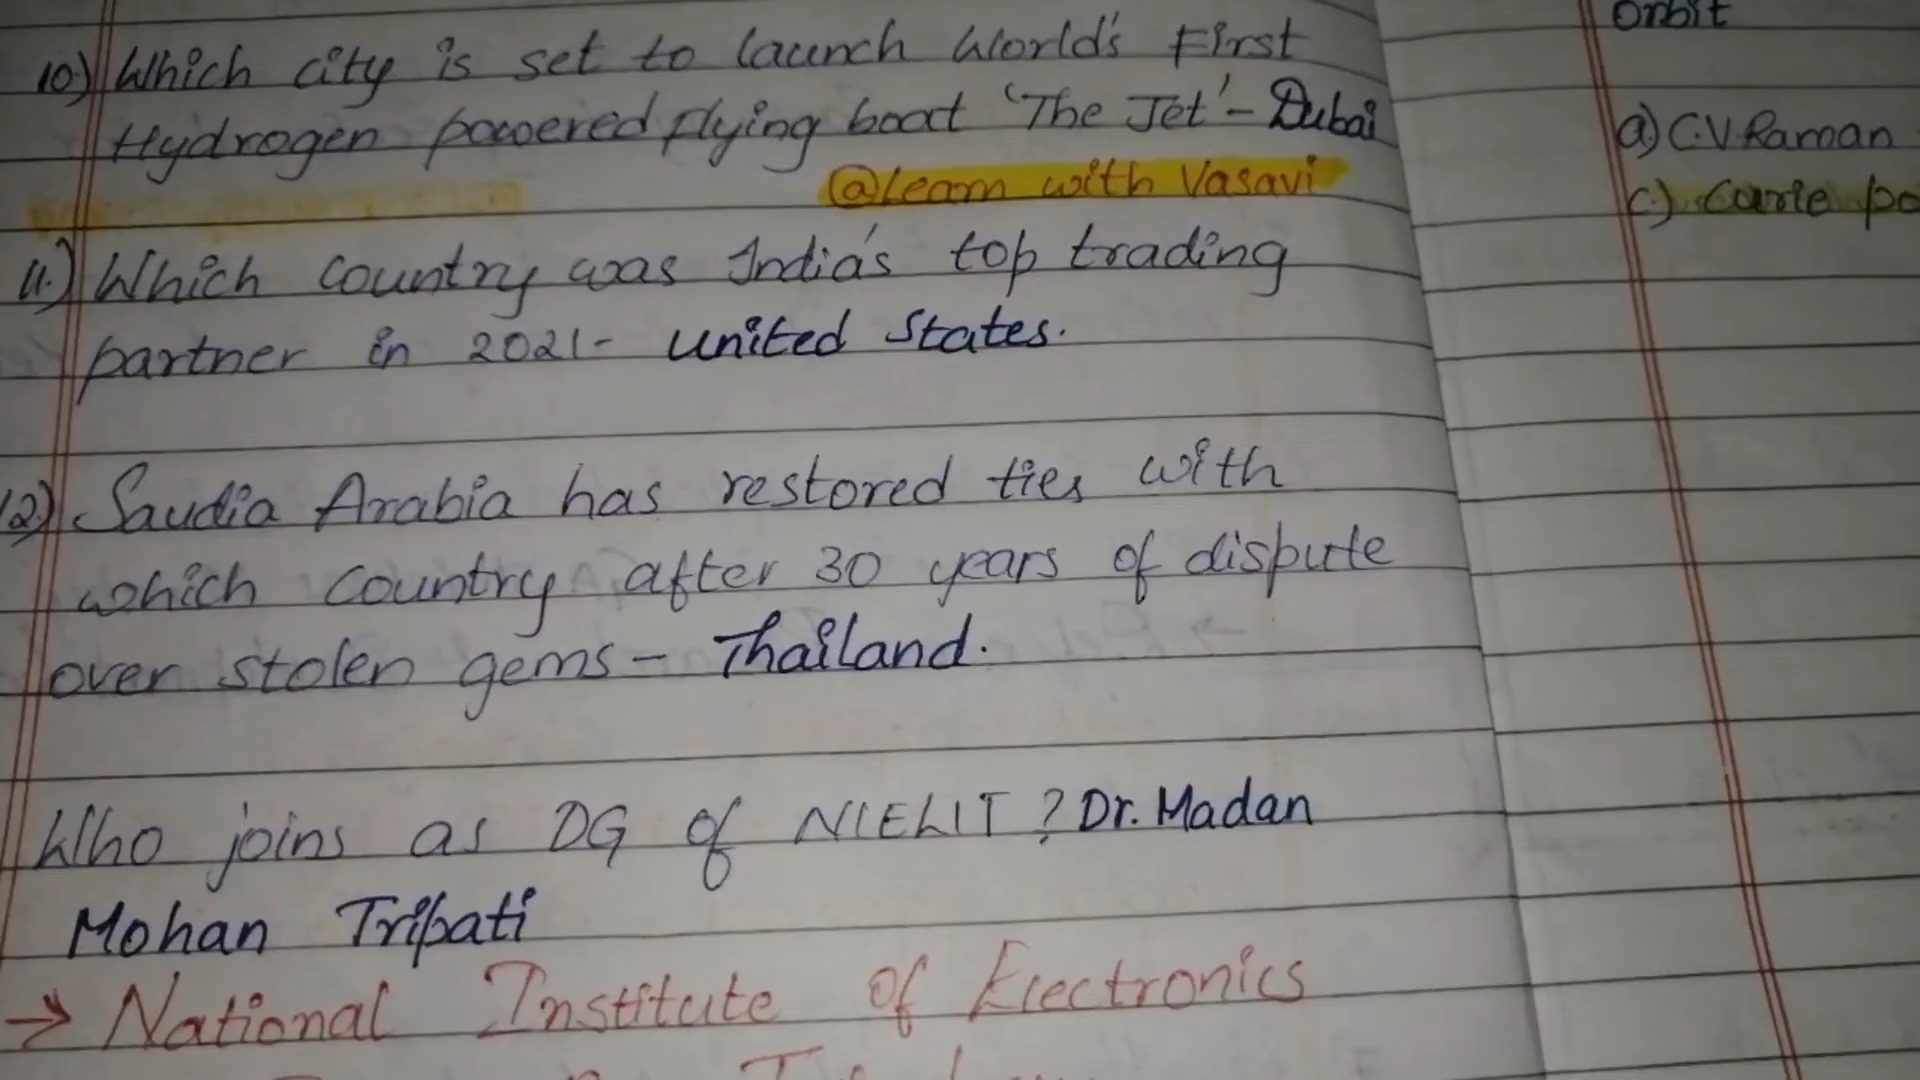 10.) Which city is set to launch World's First
Hydrogen powered flying boat 'The Jet' - Dubai
@Learn with Vasavi
11.) Which country was India's top trading
partner in 2021 - United States.
12.) Saudia Arabia has restored ties with
which country after 30 years of dispute
over stolen gems - Thailand.
Who joins as DG of NIELIT ? Dr. Madan
Mohan Tripati
→ National Institute of Electronics
Orbit
a) C.V. Raman
c)